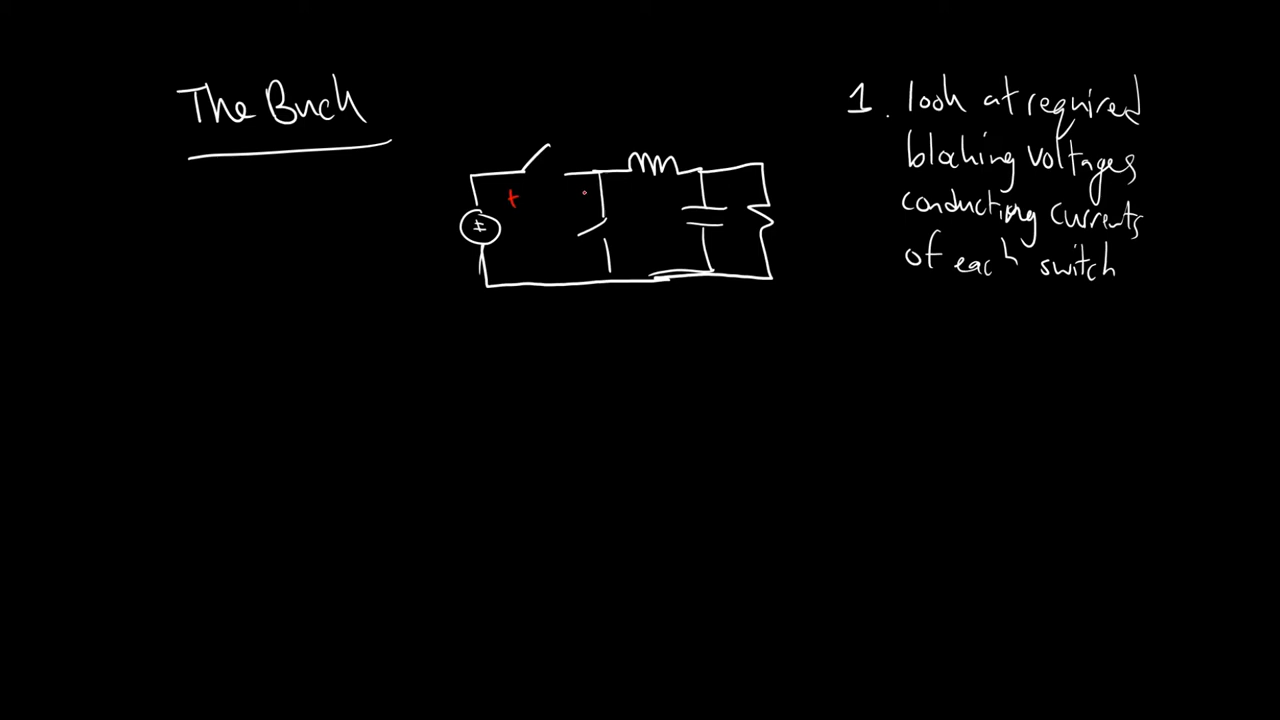 The Buck
1. look at required
blocking voltages
conducting currents
of each switch
+